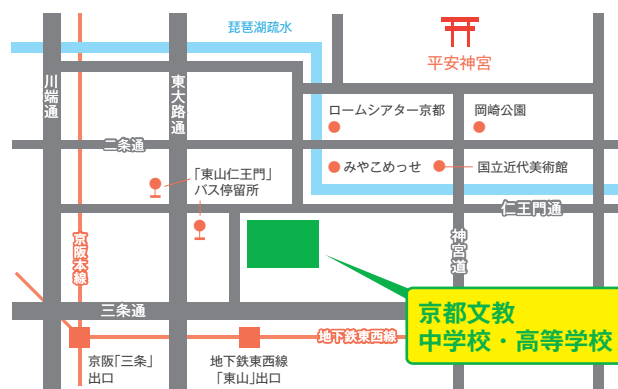 琵琶湖疏水
平安神宮
川端通
東大路通
ロームシアター京都
岡崎公園
二条通
みやこめっせ
国立近代美術館
「東山仁王門」
バス停留所
仁王門通
京阪本線
神宮道
三条通
京都文教
中学校・高等学校
地下鉄東西線
京阪「三条」
出口
地下鉄東西線
「東山」出口